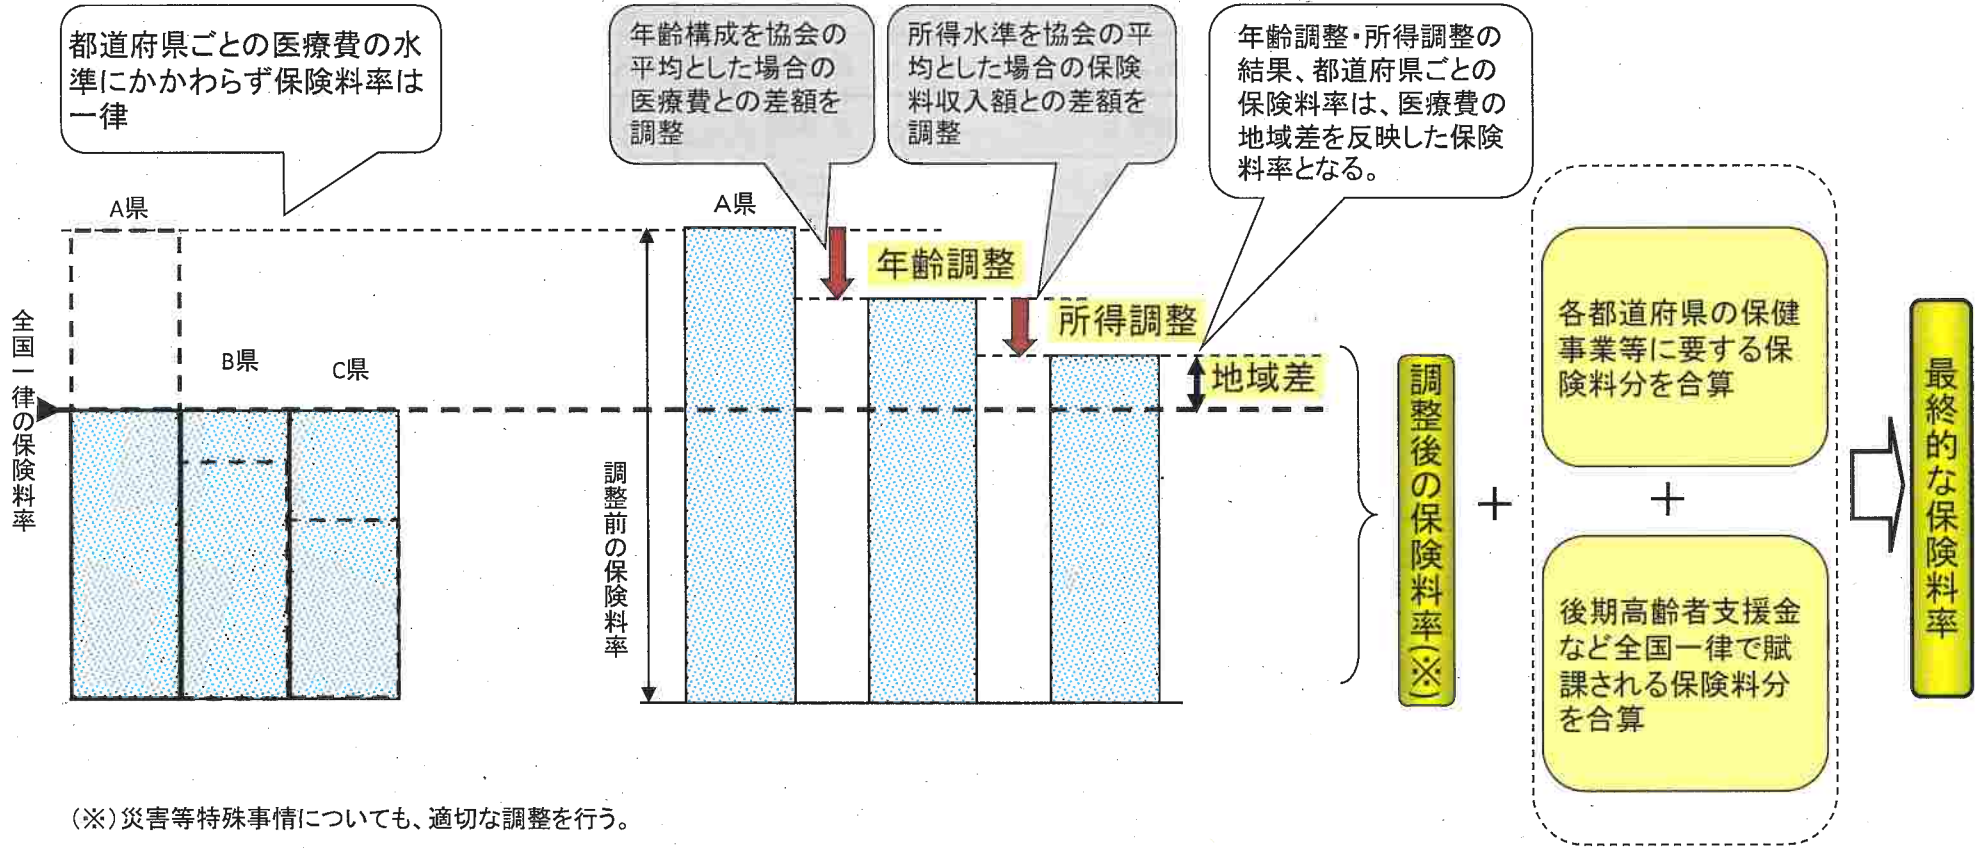 都道府県ごとの医療費の水
準にかかわらず保険料率は
一律
年齢構成を協会の
平均とした場合の
医療費との差額を
調整
所得水準を協会の平
均とした場合の保険
料収入額との差額を
調整
年齢調整・所得調整の
結果、都道府県ごとの
保険料率は、医療費の
地域差を反映した保険
料率となる。
A県
B県
C県
全国一律の保険料率
A県
年齢調整
所得調整
地域差
調整前の保険料率
調整後の保険料率(※)
+
各都道府県の保健
事業等に要する保
険料分を合算
+
後期高齢者支援金
など全国一律で賦
課される保険料分
を合算
最終的な保険料率
(※)災害等特殊事情についても、適切な調整を行う。